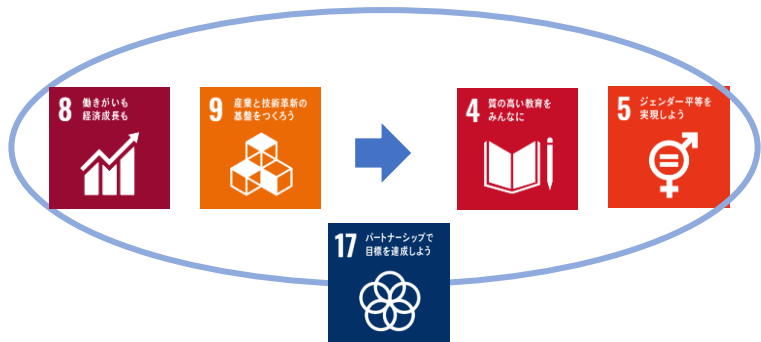 8 働きがいも
経済成長も
9 産業と技術革新の
基盤をつくろう
4 質の高い教育を
みんなに
5 ジェンダー平等を
実現しよう
17 パートナーシップで
目標を達成しよう